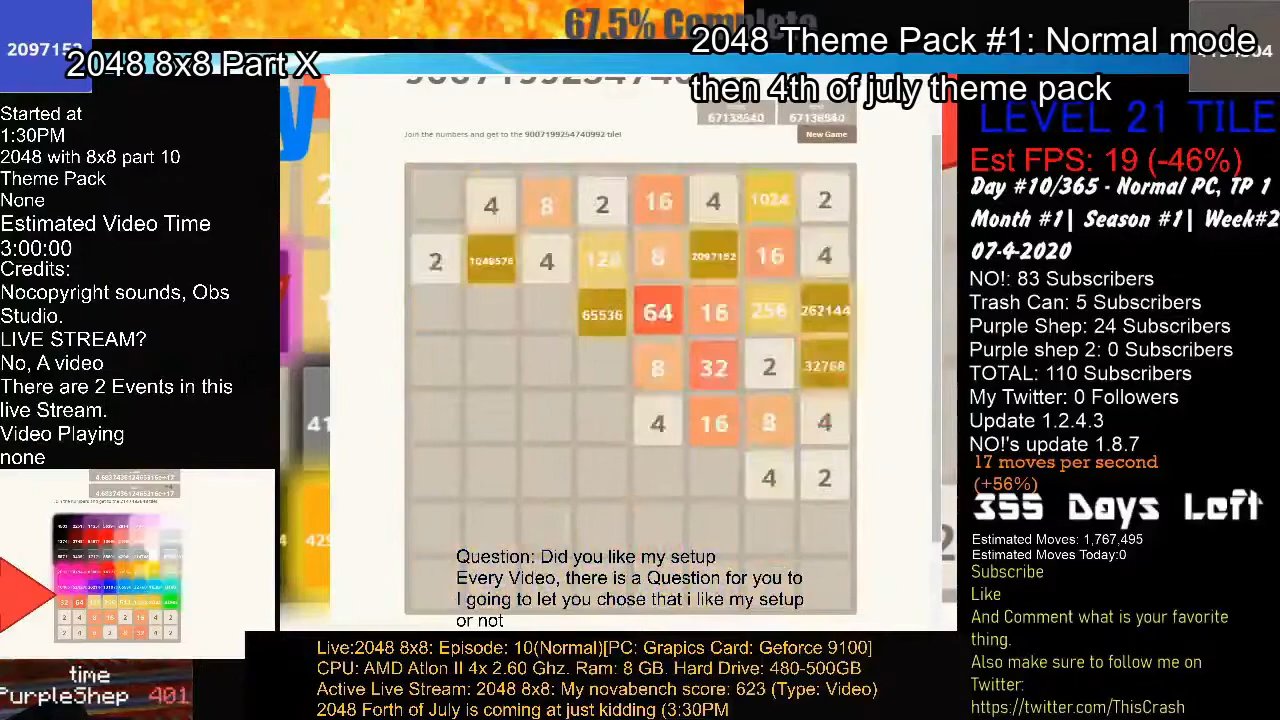 67.5% Complete
2097152
2048 8x8 Part X
2048 Theme Pack #1: Normal mode
then 4th of july theme pack
Started at
1:30PM
2048 with 8x8 part 10
Theme Pack
None
Estimated Video Time
3:00:00
Credits:
Nocopyright sounds, Obs
Studio.
LIVE STREAM?
No, A video
There are 2 Events in this
live Stream.
Video Playing
none
67138540 67138540
Join the numbers and get to the 9007199254740992 tile!
New Game
4 8 2 16 4 1024 2
2 1048576 4 128 8 2097152 16 4
65536 64 16 256 262144
8 32 2 32768
4 16 8 4
4 2
Question: Did you like my setup
Every Video, there is a Question for you to
I going to let you chose that i like my setup
or not
LEVEL 21 TILE
Est FPS: 19 (-46%)
Day #10/365 - Normal PC, TP 1
Month #1| Season #1| Week#2
07-4-2020
NO!: 83 Subscribers
Trash Can: 5 Subscribers
Purple Shep: 24 Subscribers
Purple shep 2: 0 Subscribers
TOTAL: 110 Subscribers
My Twitter: 0 Followers
Update 1.2.4.3
NO!'s update 1.8.7
17 moves per second
(+56%)
355 Days Left
Estimated Moves: 1,767,495
Estimated Moves Today:0
Subscribe
Like
And Comment what is your favorite
thing.
Also make sure to follow me on
Twitter:
https://twitter.com/ThisCrash
time
PurpleShep 401
Live:2048 8x8: Episode: 10(Normal)[PC: Grapics Card: Geforce 9100]
CPU: AMD Atlon II 4x 2.60 Ghz. Ram: 8 GB. Hard Drive: 480-500GB
Active Live Stream: 2048 8x8: My novabench score: 623 (Type: Video)
2048 Forth of July is coming at just kidding (3:30PM